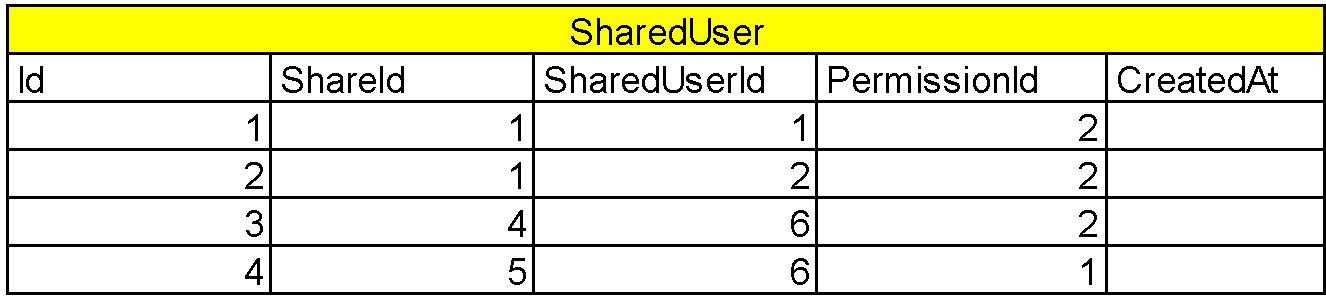 SharedUser
Id ShareId SharedUserId PermissionId CreatedAt
1 1 1 2
2 1 2 2
3 4 6 2
4 5 6 1